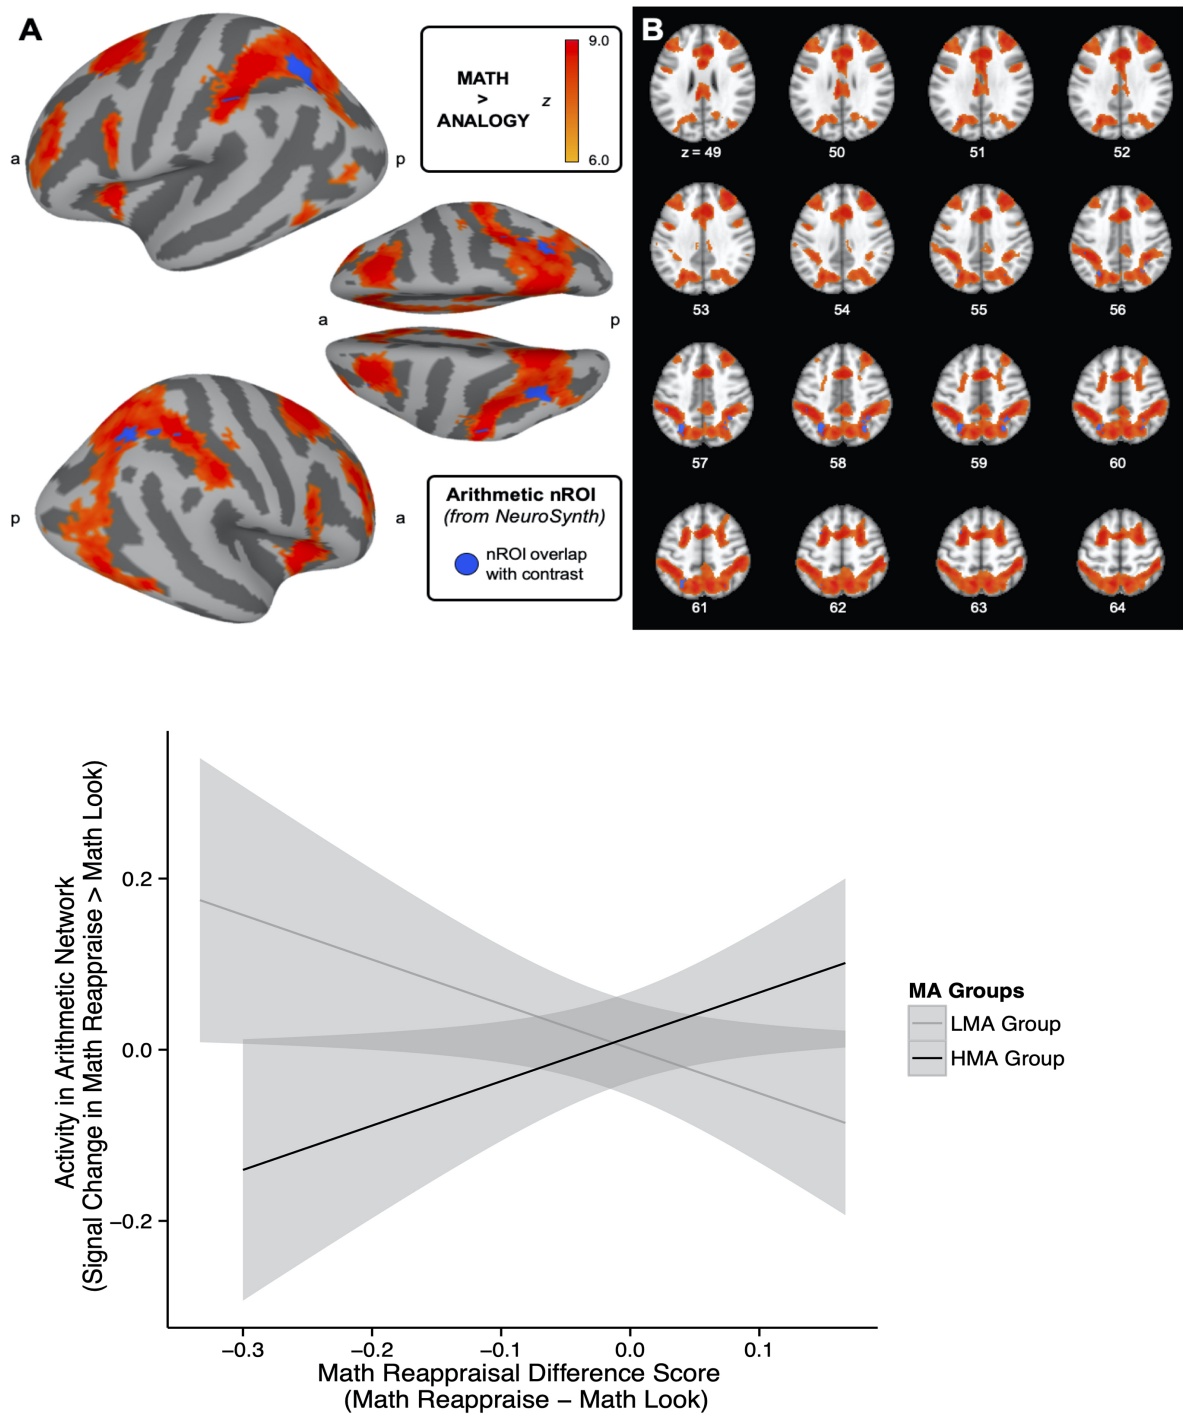 A
MATH
>
ANALOGY
z
9.0
6.0
a
p
a
p
p
a
Arithmetic nROI
(from NeuroSynth)
nROI overlap
with contrast
B
z = 49
50
51
52
53
54
55
56
57
58
59
60
61
62
63
64
Activity in Arithmetic Network
(Signal Change in Math Reappraise > Math Look)
0.2
0.0
−0.2
−0.3
−0.2
−0.1
0.0
0.1
Math Reappraisal Difference Score
(Math Reappraise − Math Look)
MA Groups
LMA Group
HMA Group